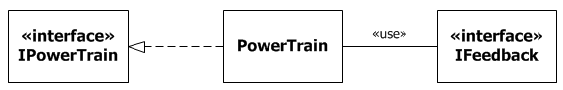 «interface»
IPowerTrain
PowerTrain
«use»
«interface»
IFeedback